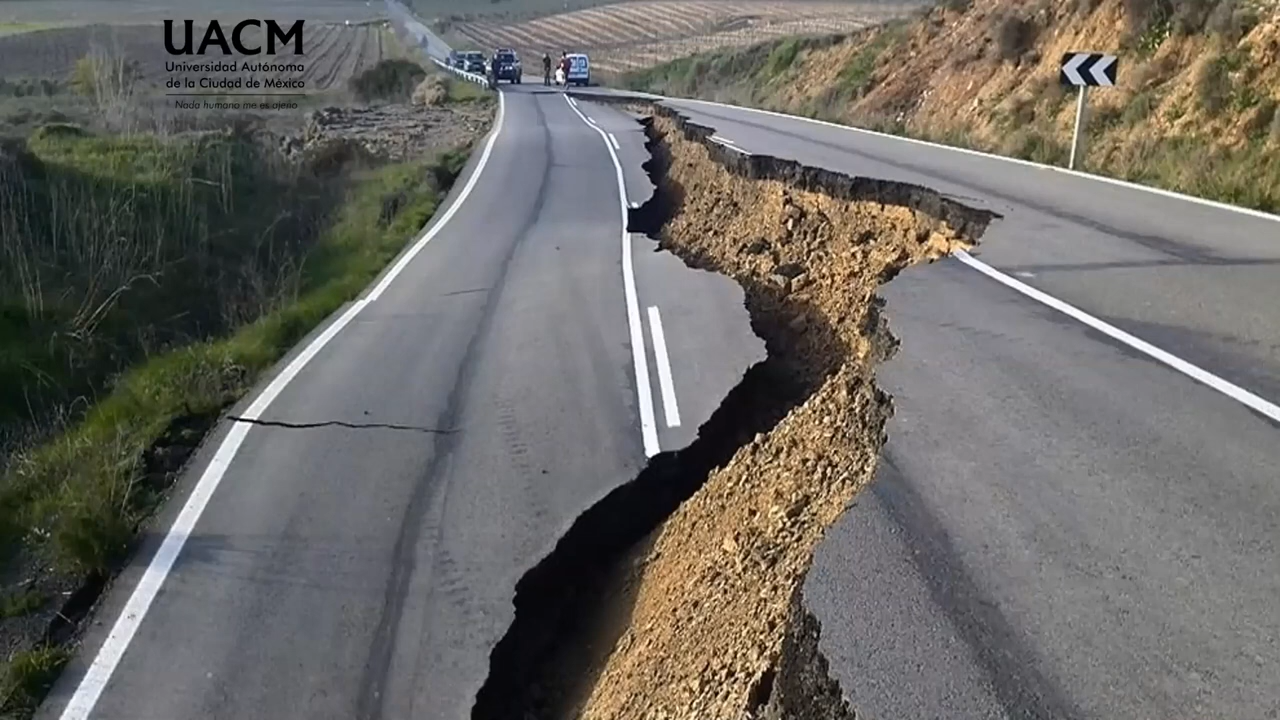 UACM
Universidad Autónoma
de la Ciudad de México
Nada humano me es ajeno